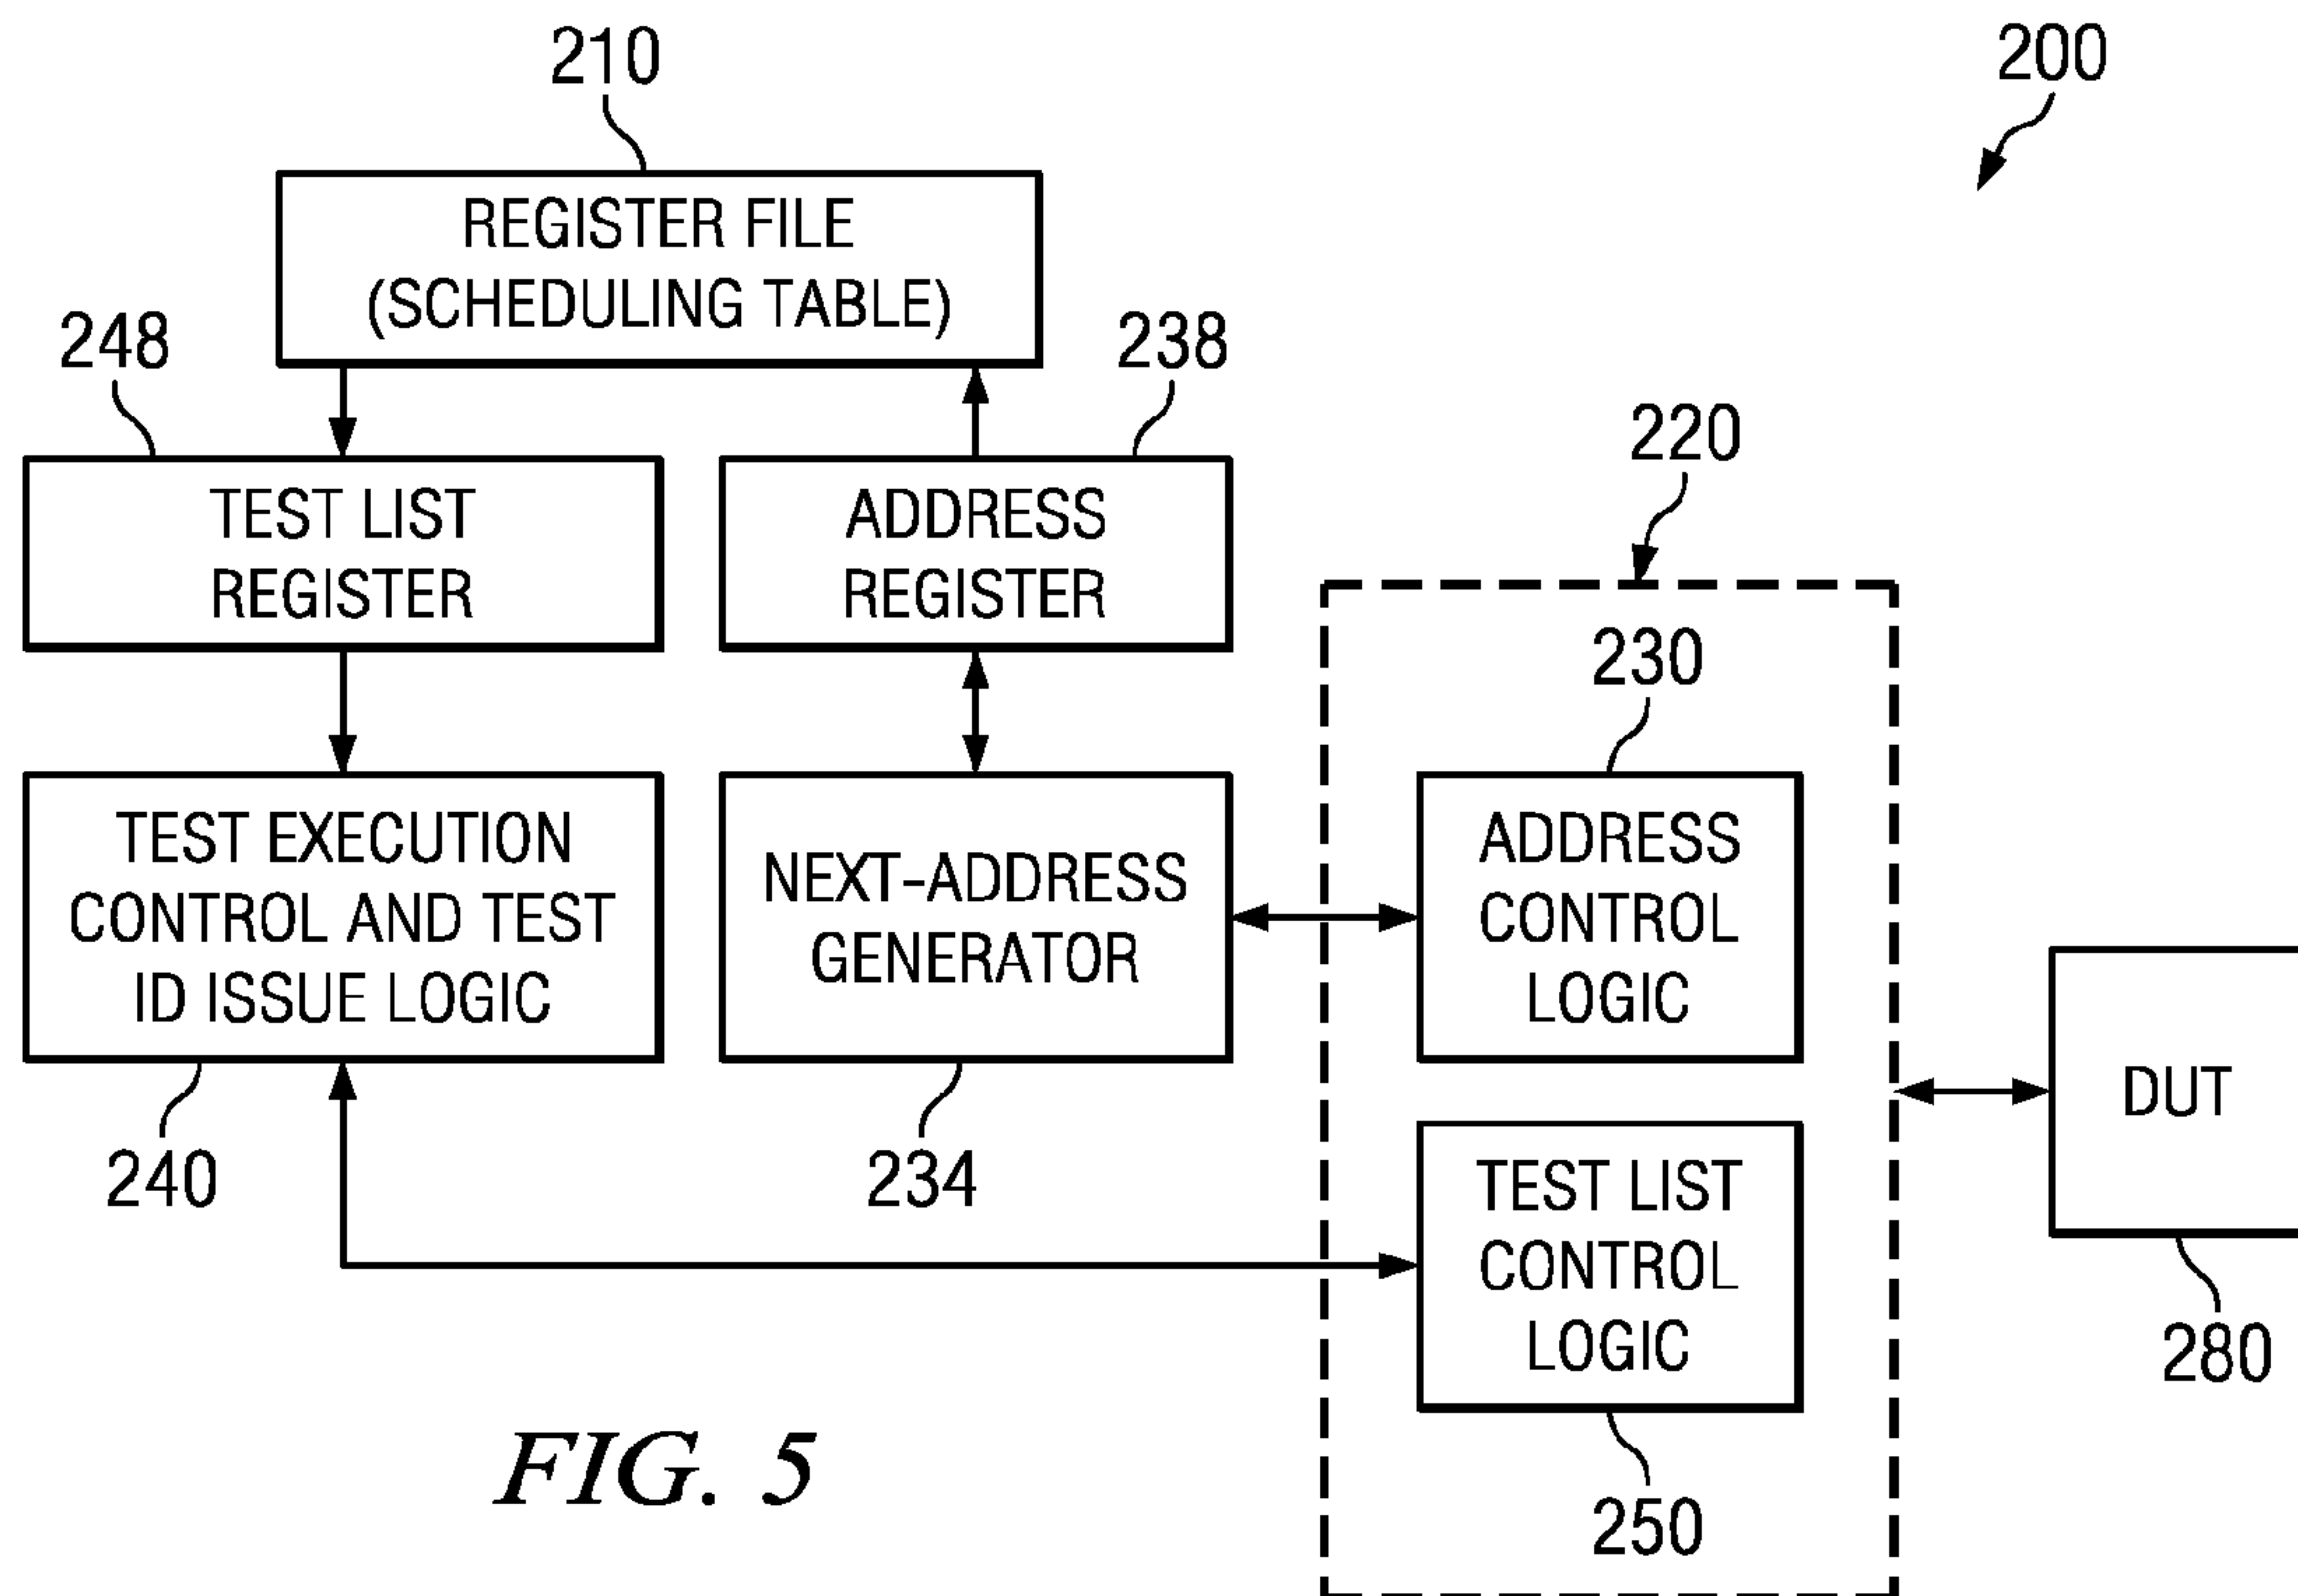 210
200
REGISTER FILE
(SCHEDULING TABLE)
248
238
220
TEST LIST
REGISTER
ADDRESS
REGISTER
230
TEST EXECUTION
CONTROL AND TEST
ID ISSUE LOGIC
NEXT-ADDRESS
GENERATOR
ADDRESS
CONTROL
LOGIC
DUT
240
234
TEST LIST
CONTROL
LOGIC
280
250
FIG. 5